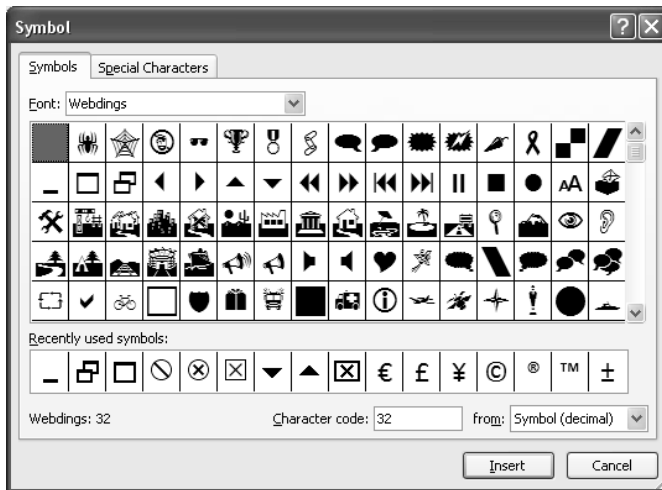 Symbol
Symbols Special Characters
Font: Webdings
AA
€ £ ¥ © ® ™ ±
Recently used symbols:
Webdings: 32 Character code: 32 from: Symbol (decimal)
Insert Cancel